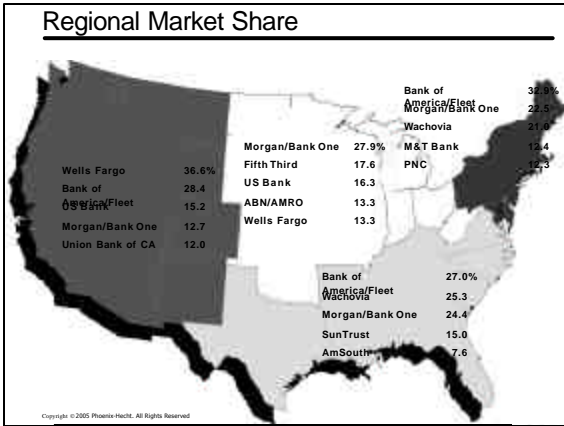 Regional Market Share
Bank of America/Fleet 32.9%
Morgan/Bank One 22.5
Wachovia 21.0
M&T Bank 12.4
PNC 12.3
Morgan/Bank One 27.9%
Fifth Third 17.6
US Bank 16.3
ABN/AMRO 13.3
Wells Fargo 13.3
Wells Fargo 36.6%
Bank of America/Fleet 28.4
US Bank 15.2
Morgan/Bank One 12.7
Union Bank of CA 12.0
Bank of America/Fleet 27.0%
Wachovia 25.3
Morgan/Bank One 24.4
SunTrust 15.0
AmSouth 7.6
Copyright © 2005 Phoenix-Hecht. All Rights Reserved